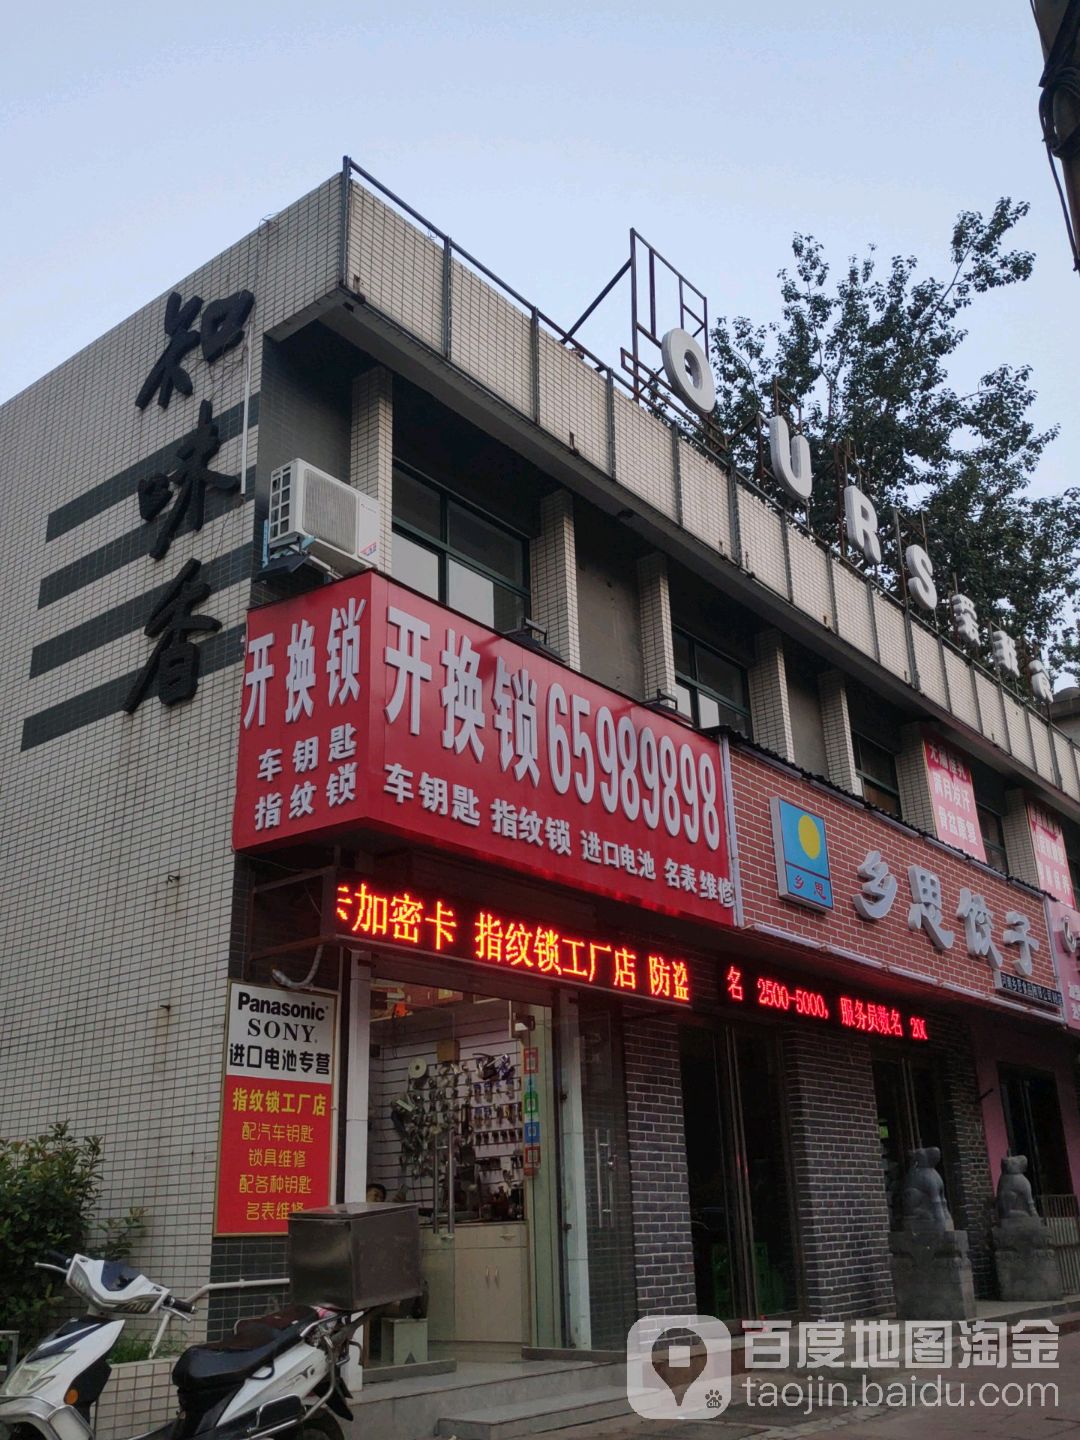 知味香
OURS
开换锁
车钥匙
指纹锁
开换锁65989898
车钥匙 指纹锁 进口电池 名表维修
加密卡 指纹锁工厂店 防盗
乡思
乡思饺子
名 2500-5000, 服务员数名 20
满月发汗
Panasonic
SONY
进口电池专营
指纹锁工厂店
配汽车钥匙
锁具维修
配各种钥匙
名表维修
百度地图淘金
taojin.baidu.com